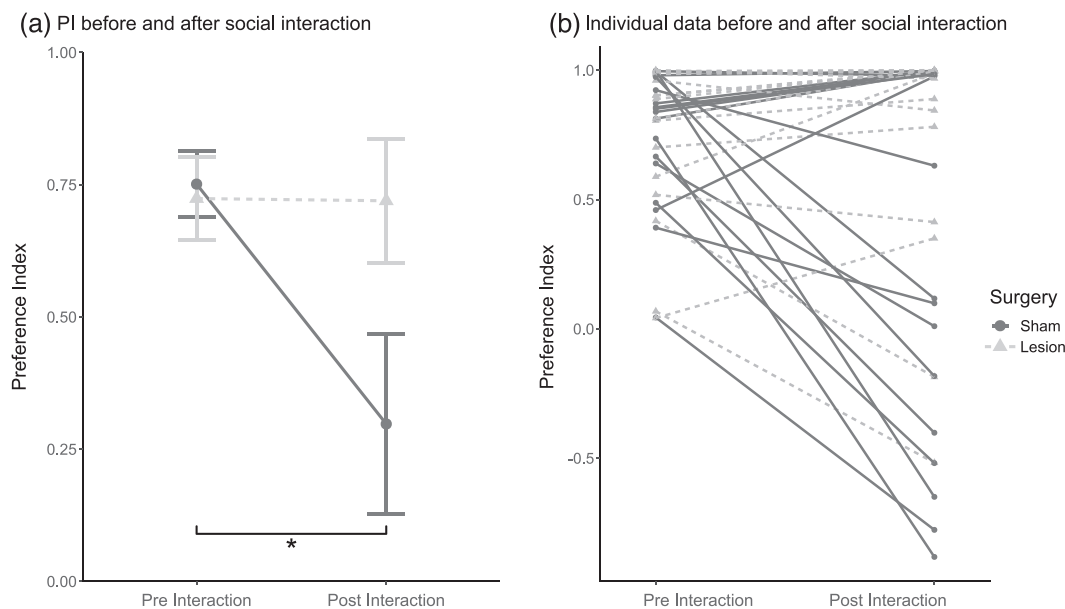 (a) PI before and after social interaction
1.00
0.75
0.50
0.25
0.00
Preference Index
*
Pre Interaction
Post Interaction
(b) Individual data before and after social interaction
1.0
0.5
0.0
-0.5
Preference Index
Pre Interaction
Post Interaction
Surgery
Sham
Lesion